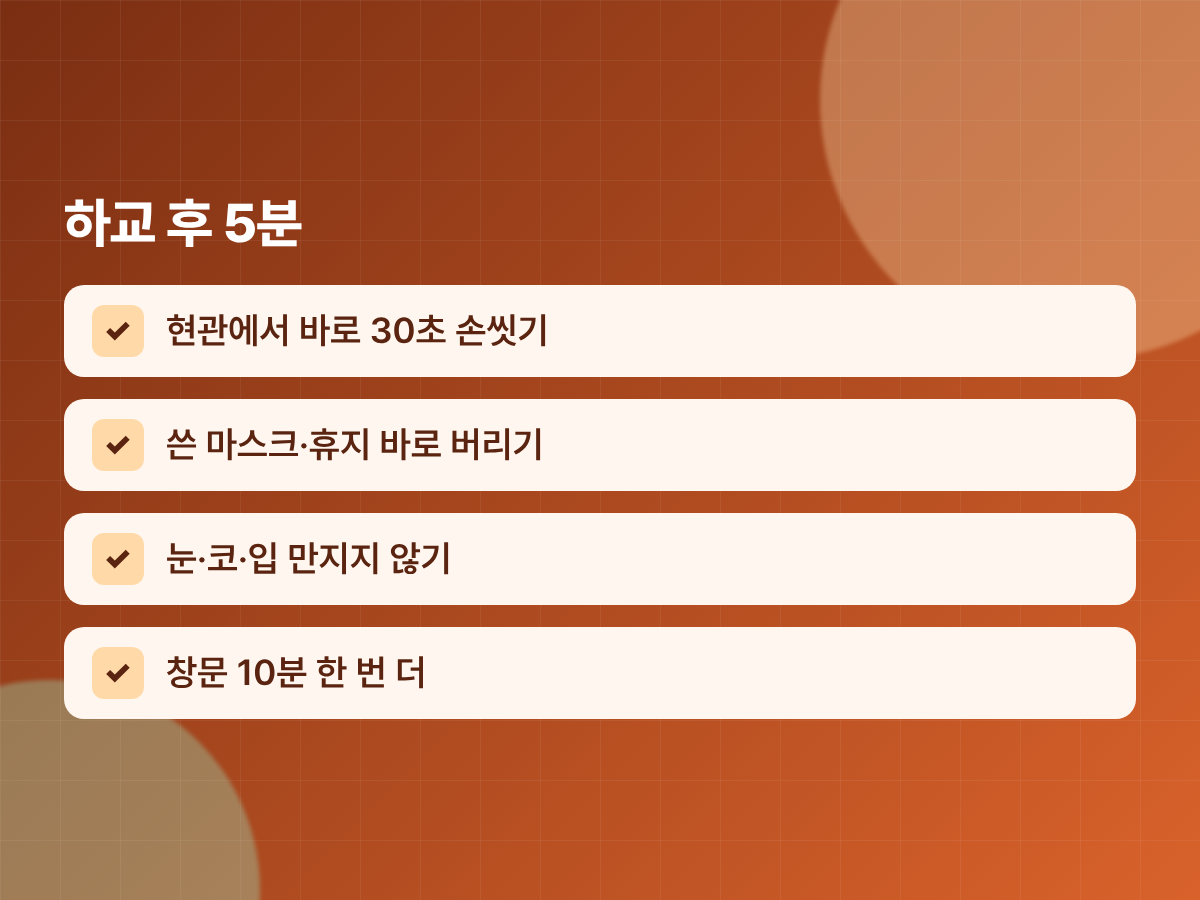 하교 후 5분
현관에서 바로 30초 손씻기
쓴 마스크·휴지 바로 버리기
눈·코·입 만지지 않기
창문 10분 한 번 더